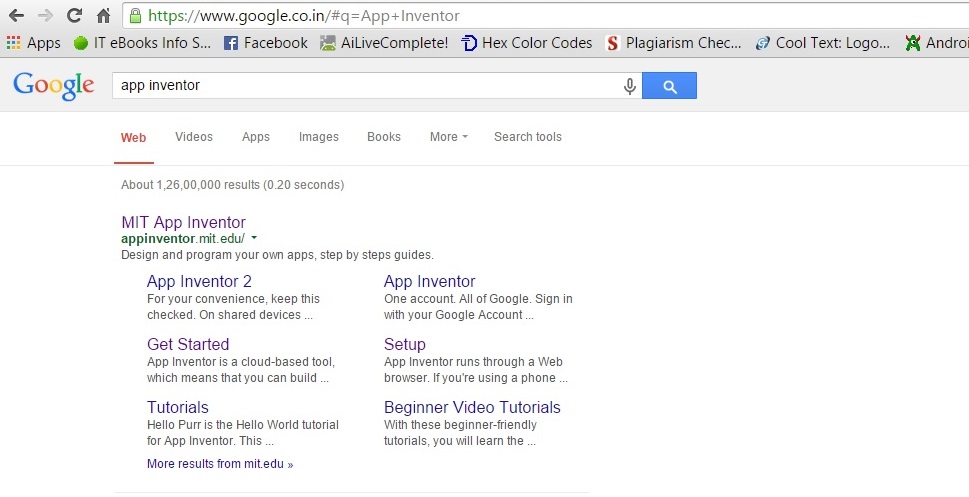 https://www.google.co.in/#q=App+Inventor
Apps IT eBooks Info S... Facebook AiLiveComplete! Hex Color Codes Plagiarism Chec... Cool Text: Logo... Androi
Google app inventor
Web Videos Apps Images Books More Search tools
About 1,26,00,000 results (0.20 seconds)
MIT App Inventor
appinventor.mit.edu/
Design and program your own apps, step by steps guides.
App Inventor 2
For your convenience, keep this
checked. On shared devices ...
App Inventor
One account. All of Google. Sign in
with your Google Account ...
Get Started
App Inventor is a cloud-based tool,
which means that you can build ...
Setup
App Inventor runs through a Web
browser. If you're using a phone ...
Tutorials
Hello Purr is the Hello World tutorial
for App Inventor. This ...
Beginner Video Tutorials
With these beginner-friendly
tutorials, you will learn the ...
More results from mit.edu »